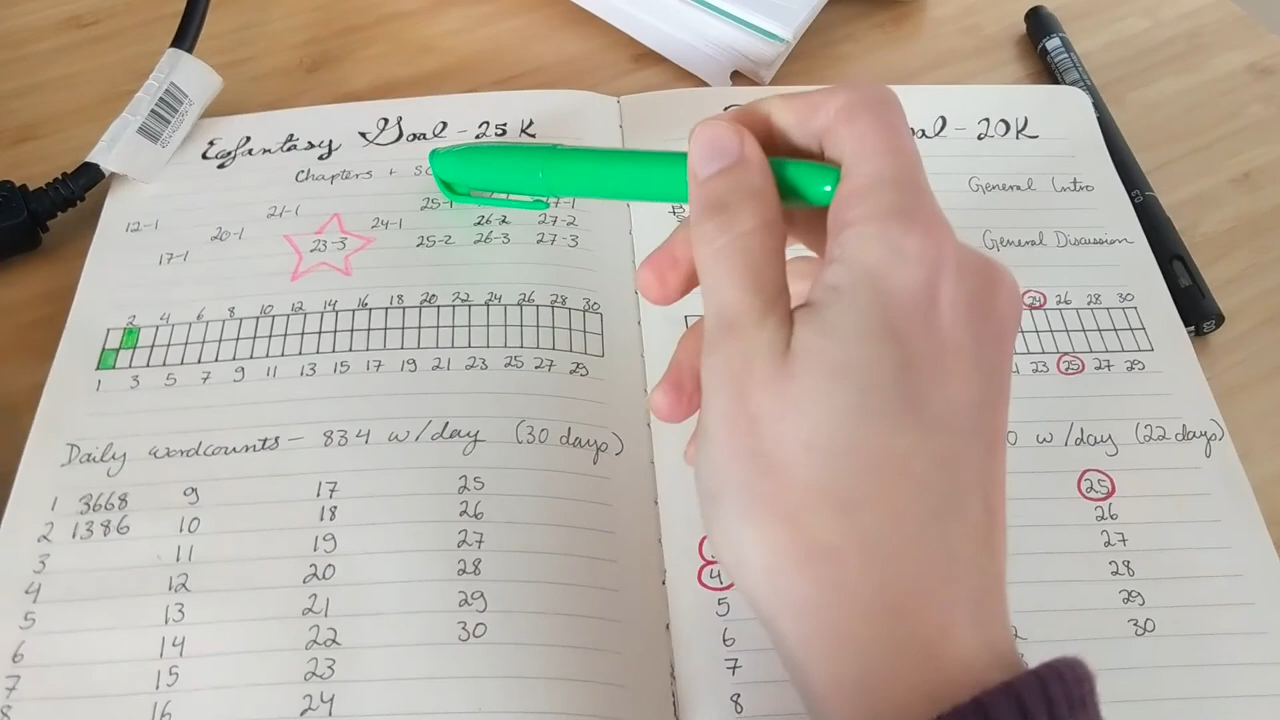 Egfantasy Goal - 25K
Chapters +
12-1 17-1 20-1 21-1 23-3 24-1 25-2 26-2 26-3 27-2 27-3
2 4 6 8 10 12 14 16 18 20 22 24 26 28 30
1 3 5 7 9 11 13 15 17 19 21 23 25 27 29
Daily wordcounts - 834 w/day (30 days)
1 3668 9 17 25
2 1386 10 18 26
3 11 19 27
4 12 20 28
5 13 21 29
6 14 22 30
7 15 23
8 16 24
- 20K
General Intro
General Discussion
24 26 28 30
23 25 27 29
w/day (22 days)
25
26
27
4 28
5 29
6 30
7
8